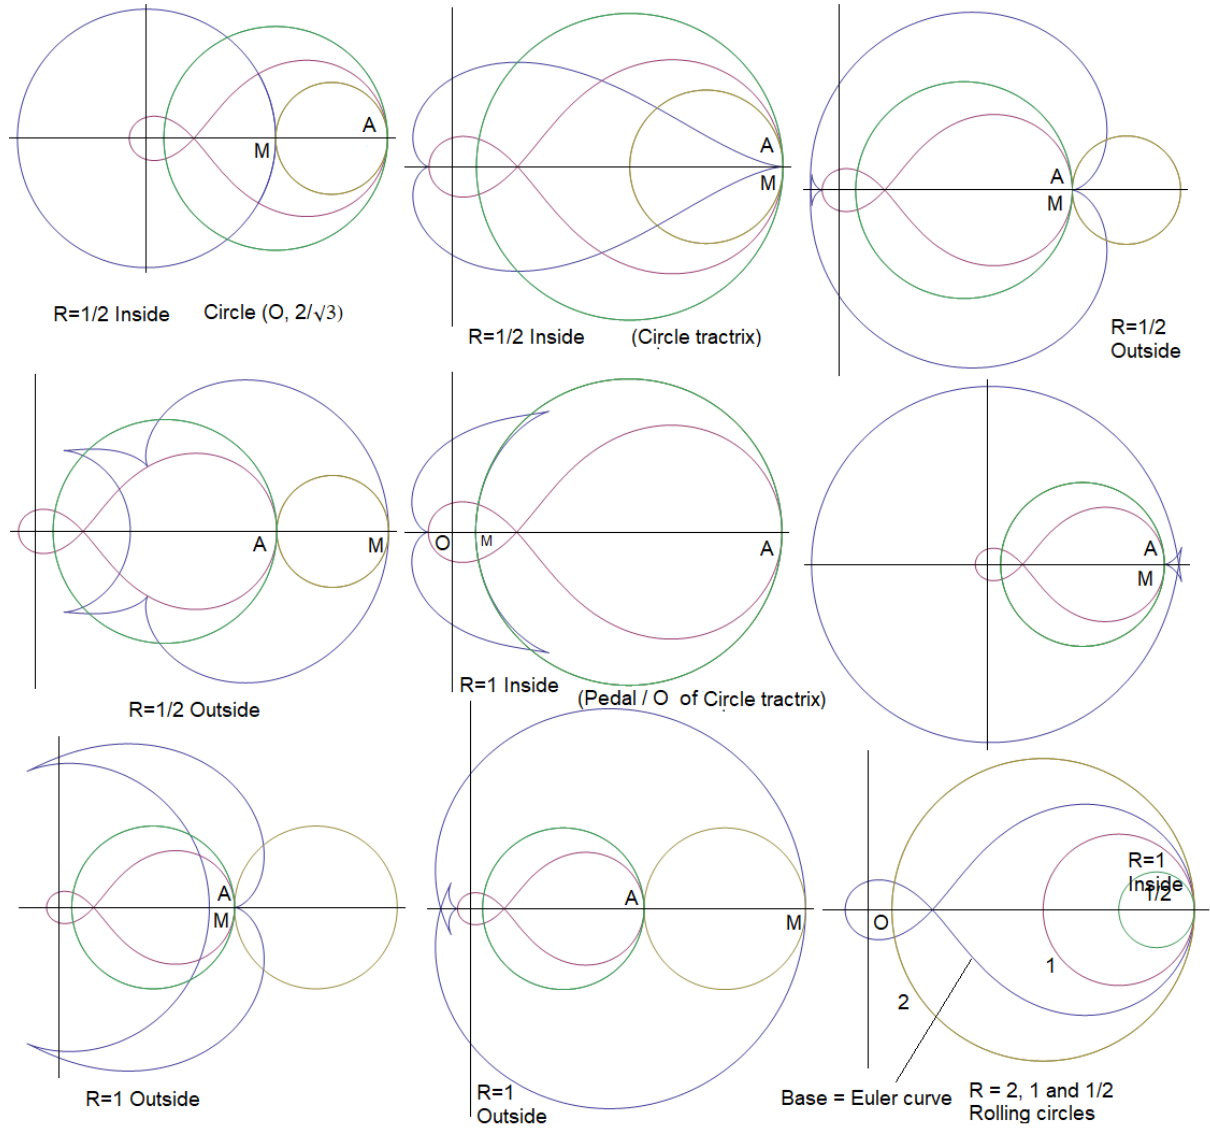 A
M
R=1/2 Inside
Circle (O, 2/√3)
A
M
R=1/2 Inside
(Circle tractrix)
A
M
R=1/2
Outside
A
M
R=1/2 Outside
O
M
A
R=1 Inside
(Pedal / O of Circle tractrix)
A
M
A
M
R=1 Outside
A
M
R=1
Outside
R=1
Inside
1/2
O
1
2
Base = Euler curve
R = 2, 1 and 1/2
Rolling circles